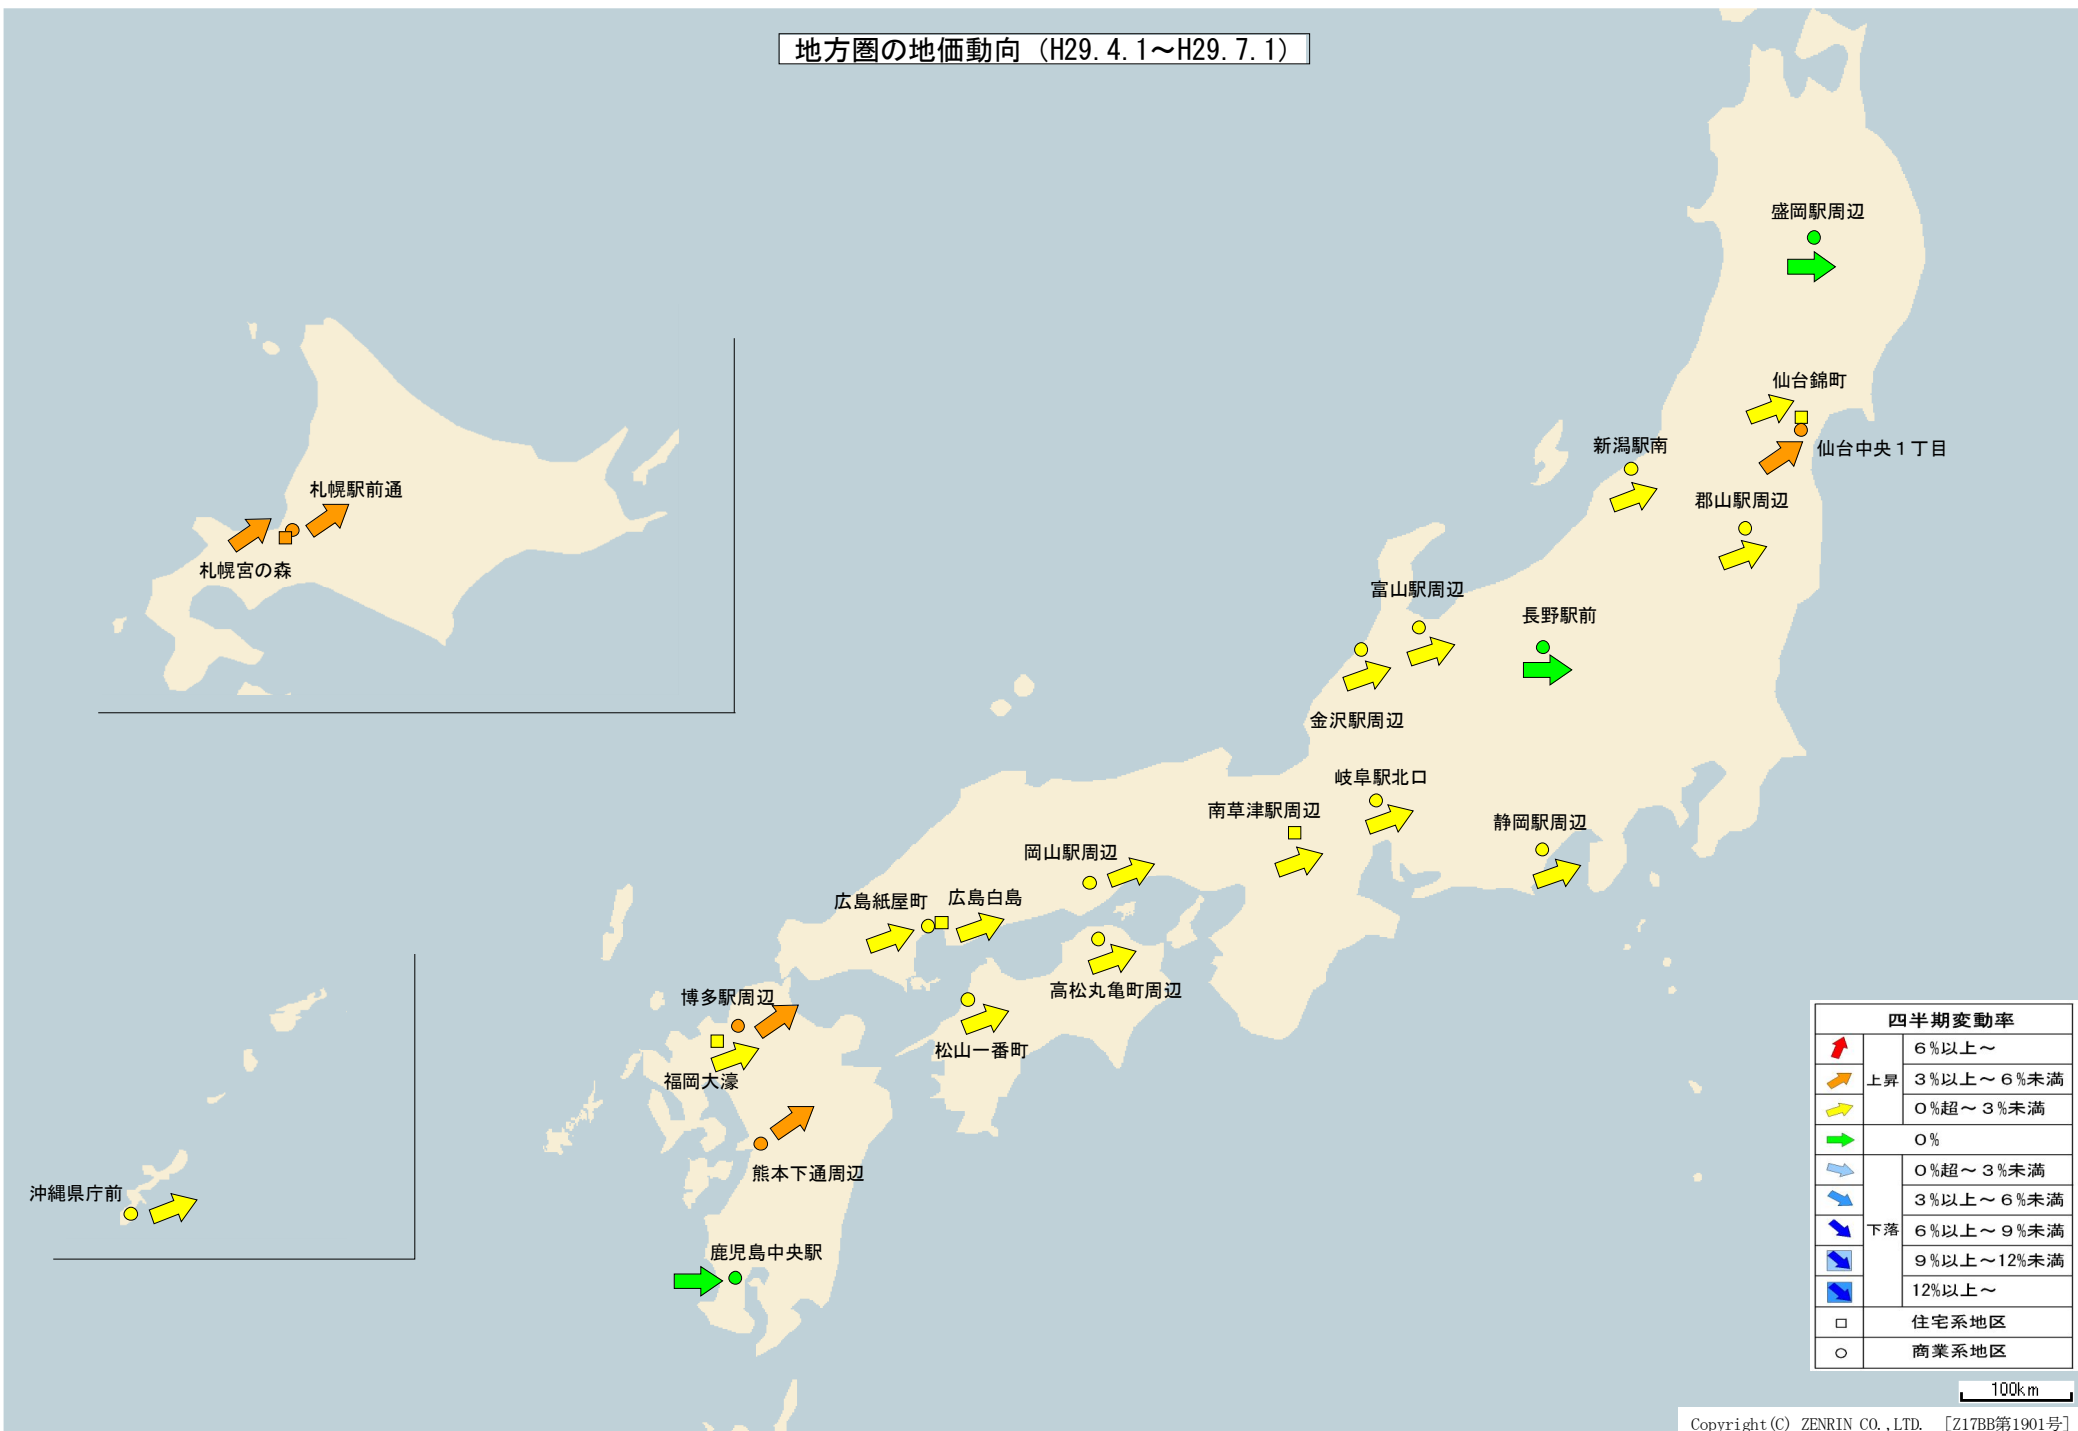 地方圏の地価動向（H29.4.1～H29.7.1）
盛岡駅周辺
仙台錦町
仙台中央１丁目
新潟駅南
郡山駅周辺
札幌駅前通
札幌宮の森
富山駅周辺
長野駅前
金沢駅周辺
岐阜駅北口
南草津駅周辺
静岡駅周辺
岡山駅周辺
広島紙屋町
広島白島
高松丸亀町周辺
博多駅周辺
松山一番町
福岡大濠
熊本下通周辺
沖縄県庁前
鹿児島中央駅
四半期変動率
上昇
６%以上～
３%以上～６%未満
０%超～３%未満
０%
下落
０%超～３%未満
３%以上～６%未満
６%以上～９%未満
９%以上～12%未満
12%以上～
住宅系地区
商業系地区
100km
Copyright(C) ZENRIN CO.,LTD. [Z17BB第1901号]